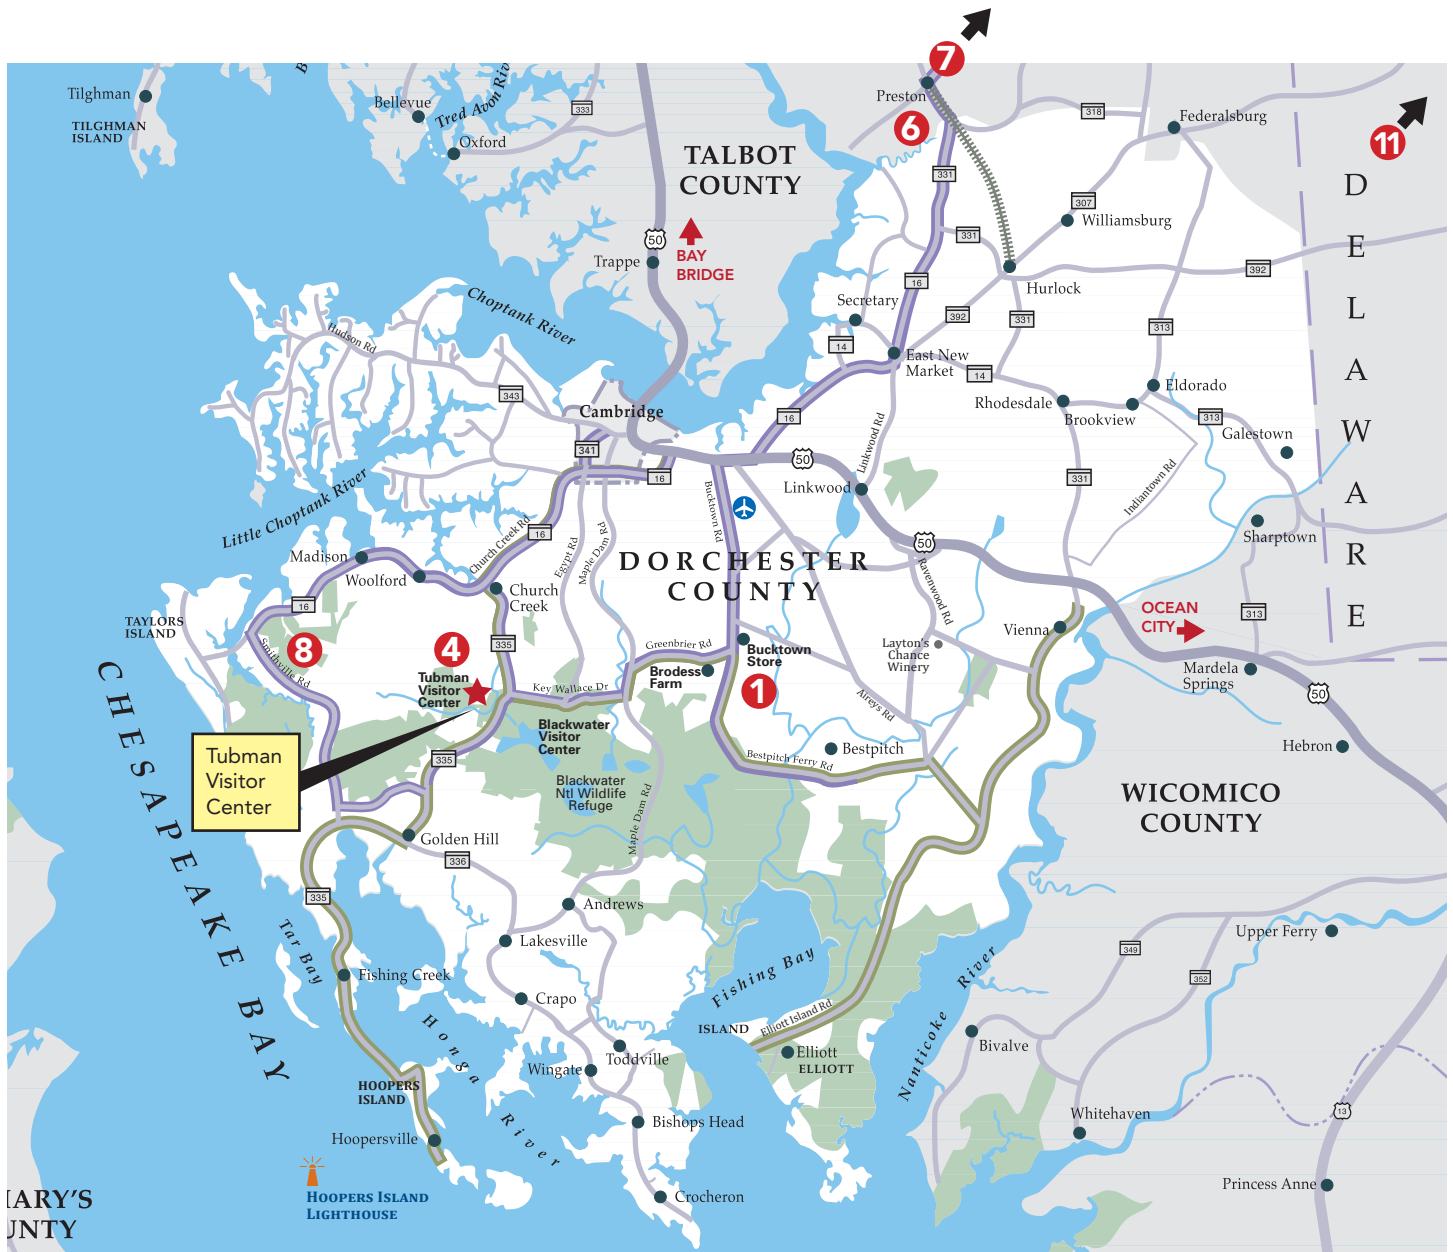 7
Tilghman
TILGHMAN
ISLAND
B
Bellevue
Tred Avon Riv
Oxford
333
Preston
6
318
Federalsburg
11
TALBOT
COUNTY
331
307
Williamsburg
50
BAY
BRIDGE
Trappe
331
392
DELAWARE
16
Hurlock
Secretary
392
331
313
14
East New
Market
14
Choptank River
Hudson Rd
343
Cambridge
Rhodesdale
Brookview
Eldorado
313
Galestown
16
Linkwood Rd
341
50
16
Linkwood
331
Indiantown Rd
Bucktown Rd
Little Choptank River
Sharptown
Madison
Woolford
Church Creek Rd
16
Egypt Rd
Maple Dam Rd
DORCHESTER
COUNTY
50
Ravenwood Rd
Church
Creek
16
TAYLORS
ISLAND
Smithville Rd
8
4
335
Greenbrier Rd
Bucktown
Store
Brodess
Farm
1
Layton's
Chance
Winery
Vienna
OCEAN
CITY
313
Mardela
Springs
50
Hebron
Tubman
Visitor
Center
Key Wallace Dr
Blackwater
Visitor
Center
Aireys Rd
Bestpitch
Bestpitch Ferry Rd
335
Tubman
Visitor
Center
Blackwater
Ntl Wildlife
Refuge
Maple Dam Rd
WICOMICO
COUNTY
CHESAPEAKE BAY
Golden Hill
336
335
Andrews
Lakesville
Tar Bay
Fishing Creek
Crapo
Fishing Bay
Upper Ferry
349
352
Nanticoke River
ISLAND
Elliott Island Rd
Elliott
ELLIOTT
Bivalve
Honga River
Toddville
Wingate
HOOPERS
ISLAND
Hoopersville
Bishops Head
Whitehaven
13
HOOPERS ISLAND
LIGHTHOUSE
Crocheron
Princess Anne
IARY'S
UNTY